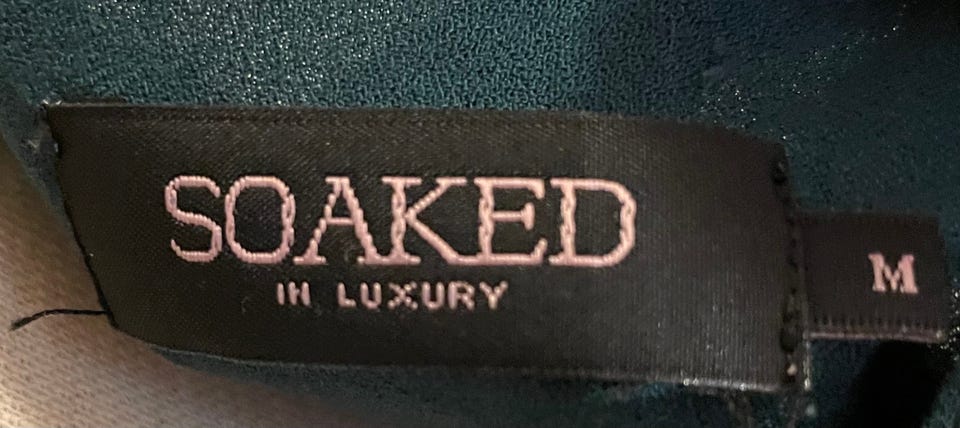 SOAKED
IN LUXURY
M